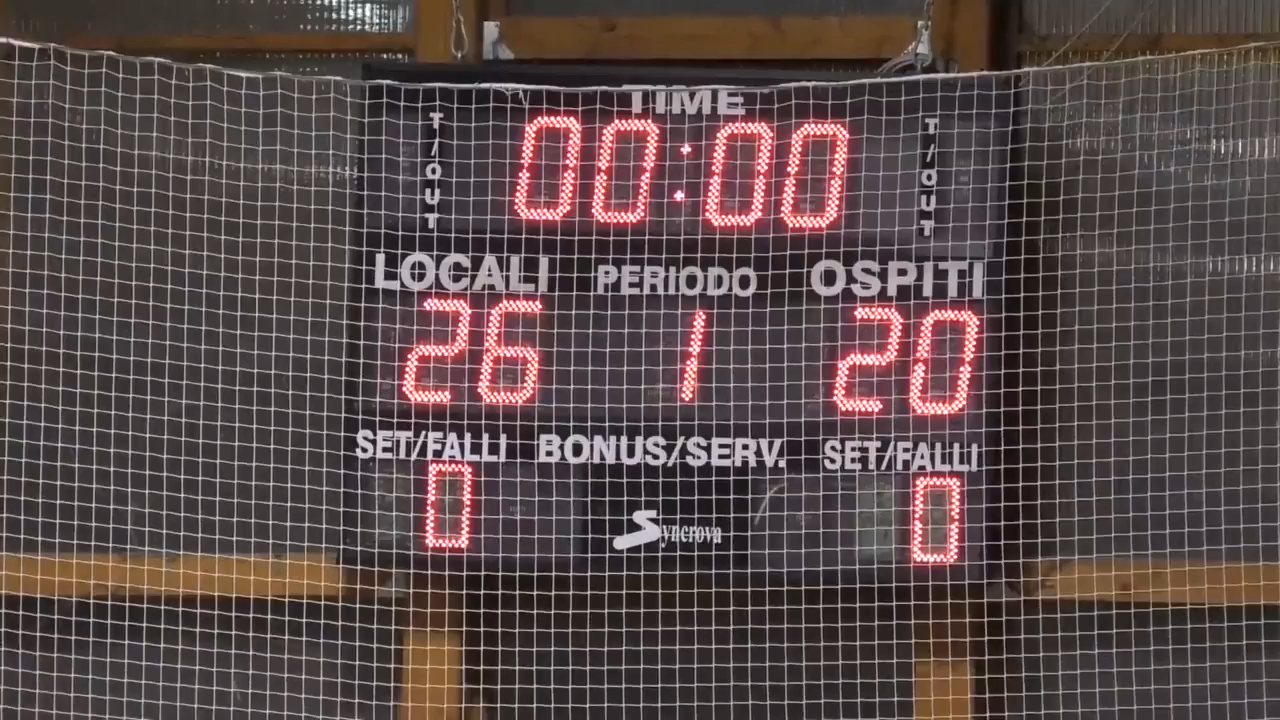 TIME
T/OUT 00:00 T/OUT
LOCALI PERIODO OSPITI
26 1 20
SET/FALLI BONUS/SERV. SET/FALLI
0 0
Syncrova